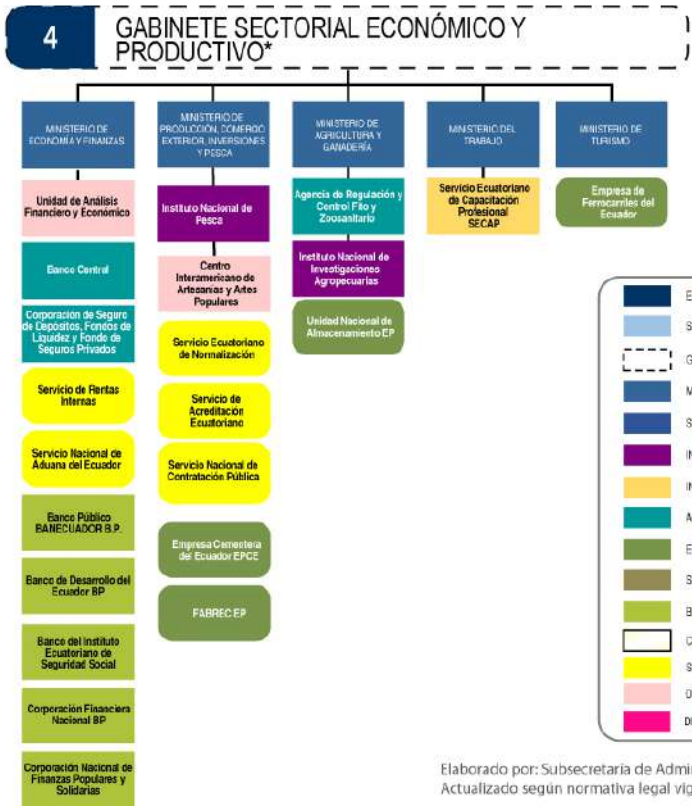 4
GABINETE SECTORIAL ECONÓMICO Y
PRODUCTIVO*
MINISTERIO DE
ECONOMÍA Y FINANZAS
Unidad de Análisis
Financiero y Económico
Banco Central
Corporación de Seguro
de Depósitos, Fondos de
Liquidez y Fondo de
Seguros Privados
Servicio de Rentas
Internas
Servicio Nacional de
Aduana del Ecuador
Banco Público
BANECUADOR B.P.
Banco de Desarrollo del
Ecuador BP
Banco del Instituto
Ecuatoriano de
Seguridad Social
Corporación Financiera
Nacional BP
Corporación Nacional de
Finanzas Populares y
Solidarias
MINISTERIO DE
PRODUCCIÓN, COMERCIO
EXTERIOR, INVERSIONES
Y PESCA
Instituto Nacional de
Pesca
Centro
Interamericano de
Artesanías y Artes
Populares
Servicio Ecuatoriano
de Normalización
Servicio de
Acreditación
Ecuatoriano
Servicio Nacional de
Contratación Pública
Empresa Cementera
del Ecuador EPCE
FABREC EP
MINISTERIO DE
AGRICULTURA Y
GANADERÍA
Agencia de Regulación y
Control Fito y
Zoosanitario
Instituto Nacional de
Investigaciones
Agropecuarias
Unidad Nacional de
Almacenamiento EP
MINISTERIO DEL
TRABAJO
Servicio Ecuatoriano
de Capacitación
Profesional
SECAP
MINISTERIO DE
TURISMO
Empresa de
Ferrocarriles del
Ecuador
E
S
G
M
S
IN
IN
A
E
S
B
C
S
D
DI
Elaborado por: Subsecretaría de Admi
Actualizado según normativa legal vig